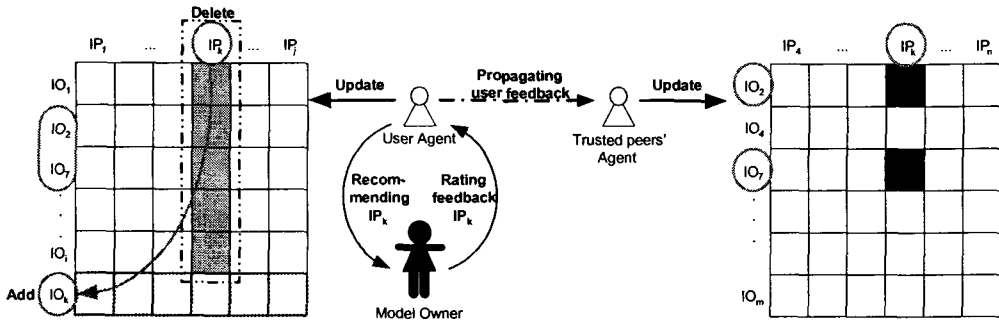 Delete
IP1 ... IPk ... IPj
IO1
IO2
IO7
.
.
IOi
Add IOk
Update
User Agent
Propagating
user feedback
Trusted peers'
Agent
Update
Recom-
mending
IPk
Rating
feedback
IPk
Model Owner
IP4 ... IPk ... IPn
IO2
IO4
IO7
.
.
.
IOm